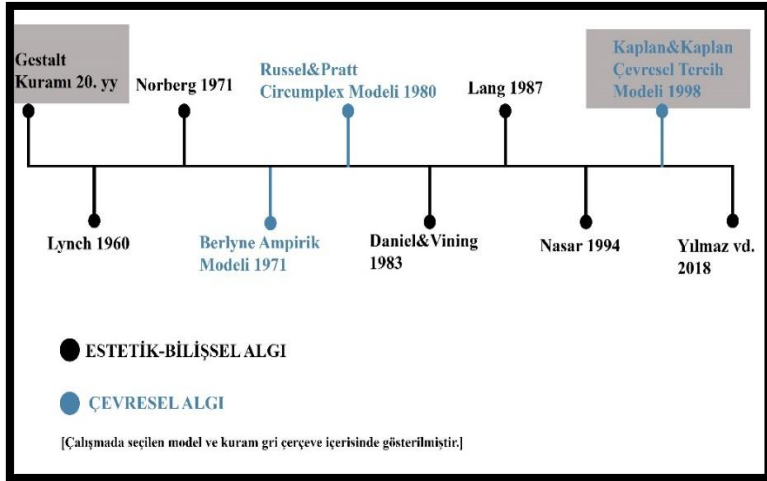 Gestalt
Kuramı 20. yy
Norberg 1971
Russel&Pratt
Circumplex Modeli 1980
Lang 1987
Kaplan&Kaplan
Çevresel Tercih
Modeli 1998
Lynch 1960
Berlyne Ampirik
Modeli 1971
Daniel&Vining
1983
Nasar 1994
Yılmaz vd.
2018
ESTETİK-BİLİŞSEL ALGI
ÇEVRESEL ALGI
[Çalışmada seçilen model ve kuram gri çerçeve içerisinde gösterilmiştir.]